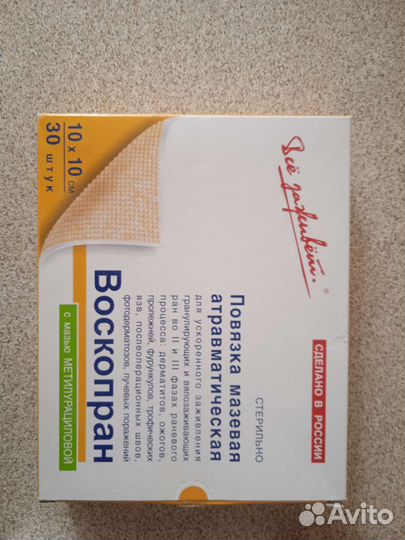 Всё заживёт.®
СДЕЛАНО В РОССИИ
10 х 10 см
30 штук
СТЕРИЛЬНО
Повязка мазевая
атравматическая
для ускоренного заживления
гранулирующих и вялозаживающих
ран во II и III фазах раневого
процесса: дерматитов, ожогов,
пролежней, фурункулов, трофических
язв, послеоперационных швов,
фотодерматозов, лучевых поражений
Воскопран
с мазью МЕТИЛУРАЦИЛОВОЙ
Avito